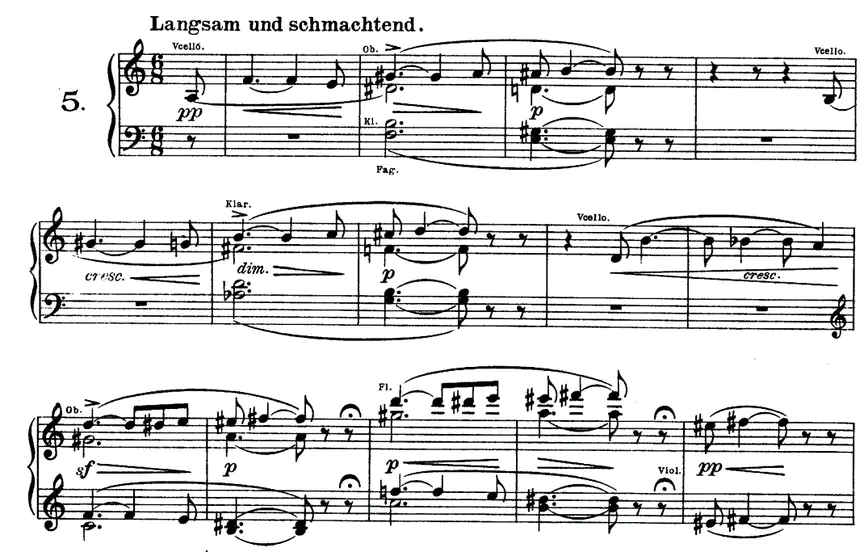 Langsam und schmachtend.
Vcello. Ob. Vcello.
5.
pp p
Kl.
Fag.
Klar. Vcello.
cresc. dim. p cresc.
Ob. Fl.
sf p p pp
Viol.